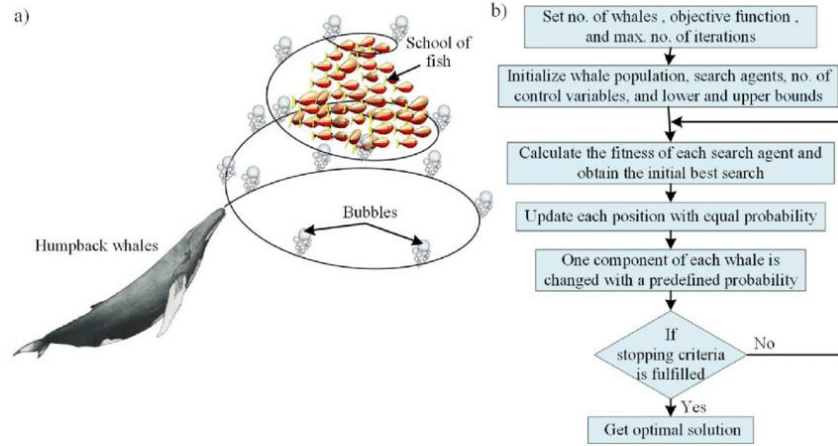 a)
School of
fish
Bubbles
Humpback whales
b)
Set no. of whales , objective function ,
and max. no. of iterations
Initialize whale population, search agents, no. of
control variables, and lower and upper bounds
Calculate the fitness of each search agent and
obtain the initial best search
Update each position with equal probability
One component of each whale is
changed with a predefined probability
If
stopping criteria
is fulfilled
No
Yes
Get optimal solution